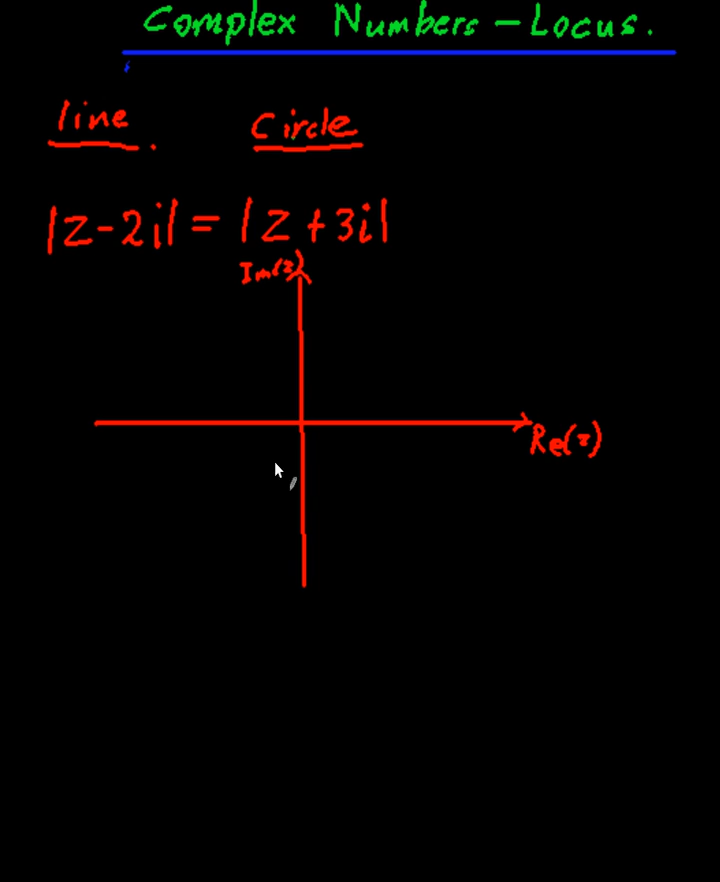 Complex Numbers - Locus.
line. Circle
|z-2i| = |z+3i|
Im(z)
Re(z)